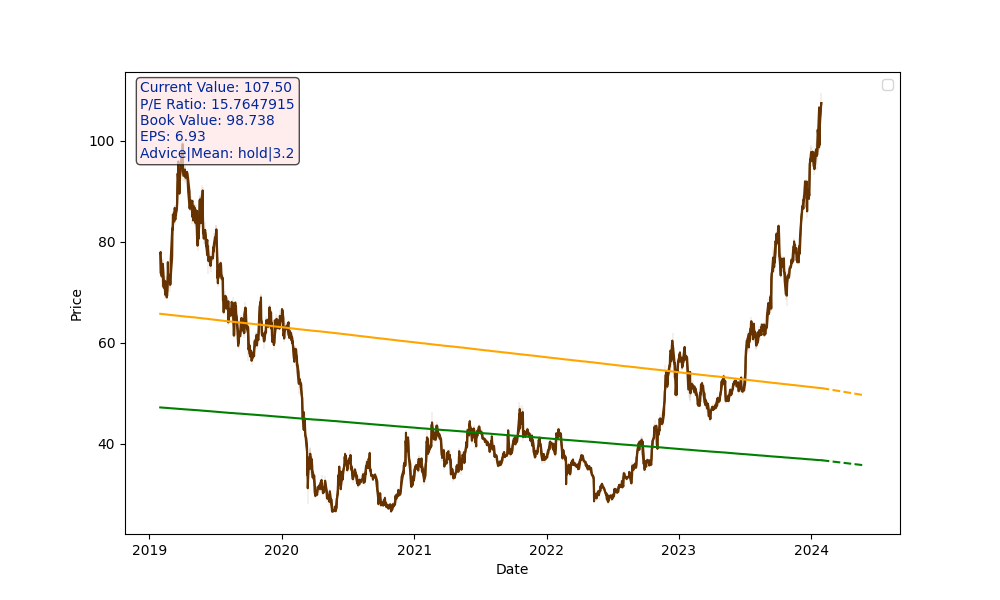 Current Value: 107.50
P/E Ratio: 15.7647915
Book Value: 98.738
EPS: 6.93
Advice|Mean: hold|3.2
Price
100
80
60
40
2019 2020 2021 2022 2023 2024
Date